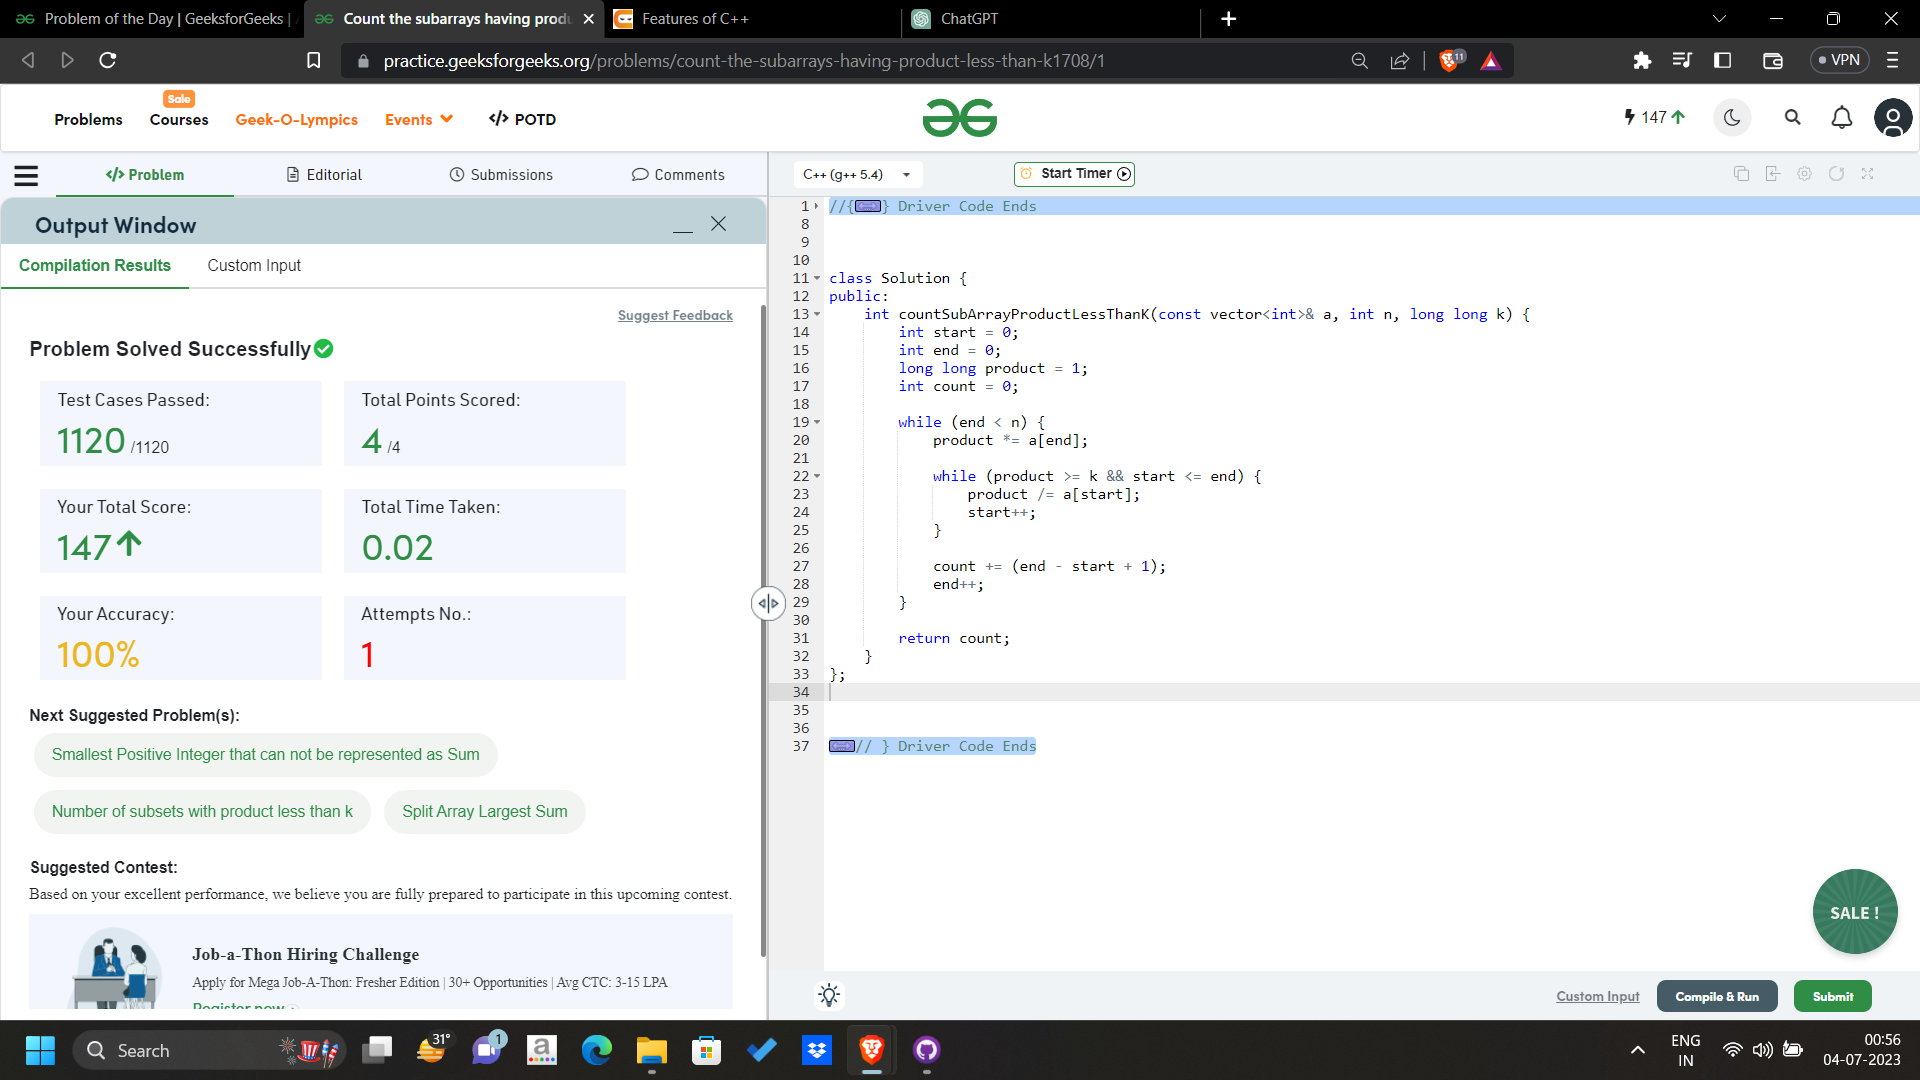 Problem of the Day | GeeksforGeeks |
Count the subarrays having produ
Features of C++
ChatGPT
practice.geeksforgeeks.org/problems/count-the-subarrays-having-product-less-than-k1708/1
11
VPN
Sale
Problems
Courses
Geek-O-Lympics
Events
</> POTD
147
</> Problem
Editorial
Submissions
Comments
C++ (g++ 5.4)
Start Timer
Output Window
Compilation Results
Custom Input
Suggest Feedback
Problem Solved Successfully
Test Cases Passed:
1120 /1120
Total Points Scored:
4 /4
Your Total Score:
147
Total Time Taken:
0.02
Your Accuracy:
100%
Attempts No.:
1
Next Suggested Problem(s):
Smallest Positive Integer that can not be represented as Sum
Number of subsets with product less than k
Split Array Largest Sum
Suggested Contest:
Based on your excellent performance, we believe you are fully prepared to participate in this upcoming contest.
Job-a-Thon Hiring Challenge
Apply for Mega Job-A-Thon: Fresher Edition | 30+ Opportunities | Avg CTC: 3-15 LPA
Register now
1 //{ } Driver Code Ends
8
9
10
11 class Solution {
12 public:
13 int countSubArrayProductLessThanK(const vector<int>& a, int n, long long k) {
14 int start = 0;
15 int end = 0;
16 long long product = 1;
17 int count = 0;
18
19 while (end < n) {
20 product *= a[end];
21
22 while (product >= k && start <= end) {
23 product /= a[start];
24 start++;
25 }
26
27 count += (end - start + 1);
28 end++;
29 }
30
31 return count;
32 }
33 };
34
35
36
37 // } Driver Code Ends
SALE !
Custom Input
Compile & Run
Submit
Search
31°
1
a
ENG
IN
00:56
04-07-2023